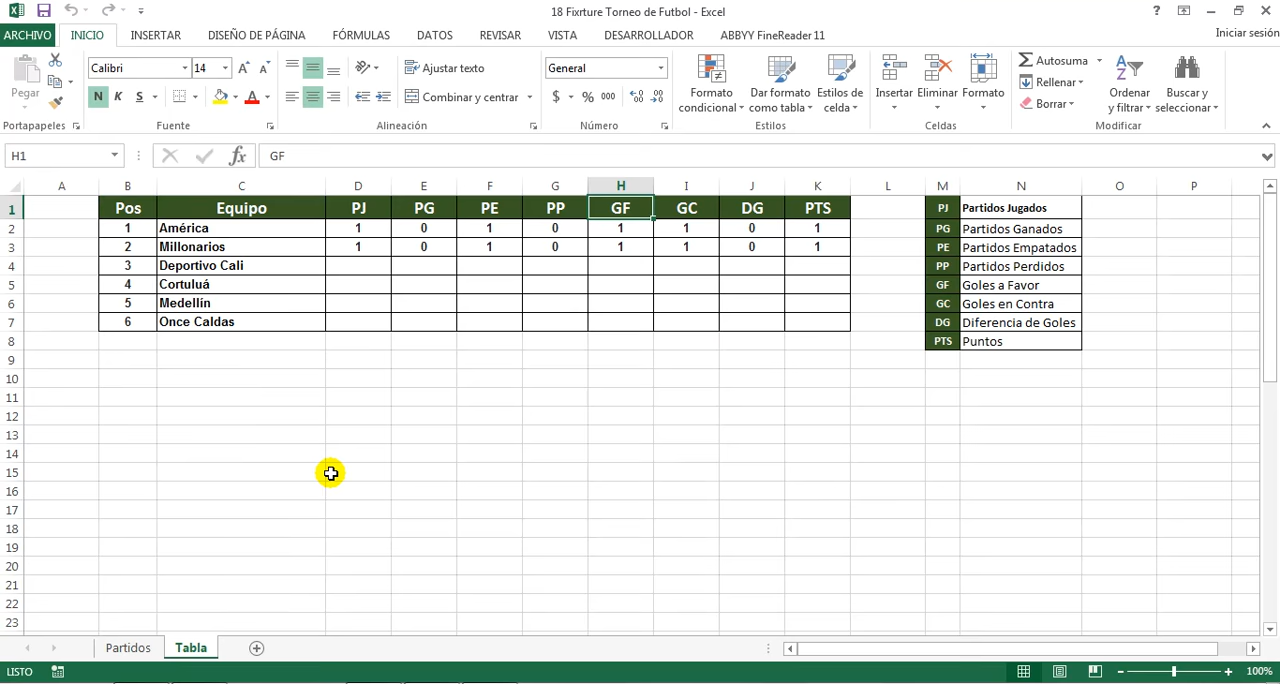 18 Fixrture Torneo de Futbol - Excel
?
ARCHIVO INICIO INSERTAR DISEÑO DE PÁGINA FÓRMULAS DATOS REVISAR VISTA DESARROLLADOR ABBYY FineReader 11 Iniciar sesión
Pegar
Portapapeles
Calibri 14
N K S
Fuente
Ajustar texto
Combinar y centrar
Alineación
General
$ % 000
Número
Formato condicional
Dar formato como tabla
Estilos de celda
Estilos
Insertar Eliminar Formato
Celdas
Autosuma
Rellenar
Borrar
Ordenar y filtrar
Buscar y seleccionar
Modificar
H1 fx GF
A B C D E F G H I J K L M N O P
1 Pos Equipo PJ PG PE PP GF GC DG PTS PJ Partidos Jugados
2 1 América 1 0 1 0 1 1 0 1 PG Partidos Ganados
3 2 Millonarios 1 0 1 0 1 1 0 1 PE Partidos Empatados
4 3 Deportivo Cali PP Partidos Perdidos
5 4 Cortuluá GF Goles a Favor
6 5 Medellín GC Goles en Contra
7 6 Once Caldas DG Diferencia de Goles
8 PTS Puntos
9
10
11
12
13
14
15
16
17
18
19
20
21
22
23
Partidos Tabla
LISTO 100%